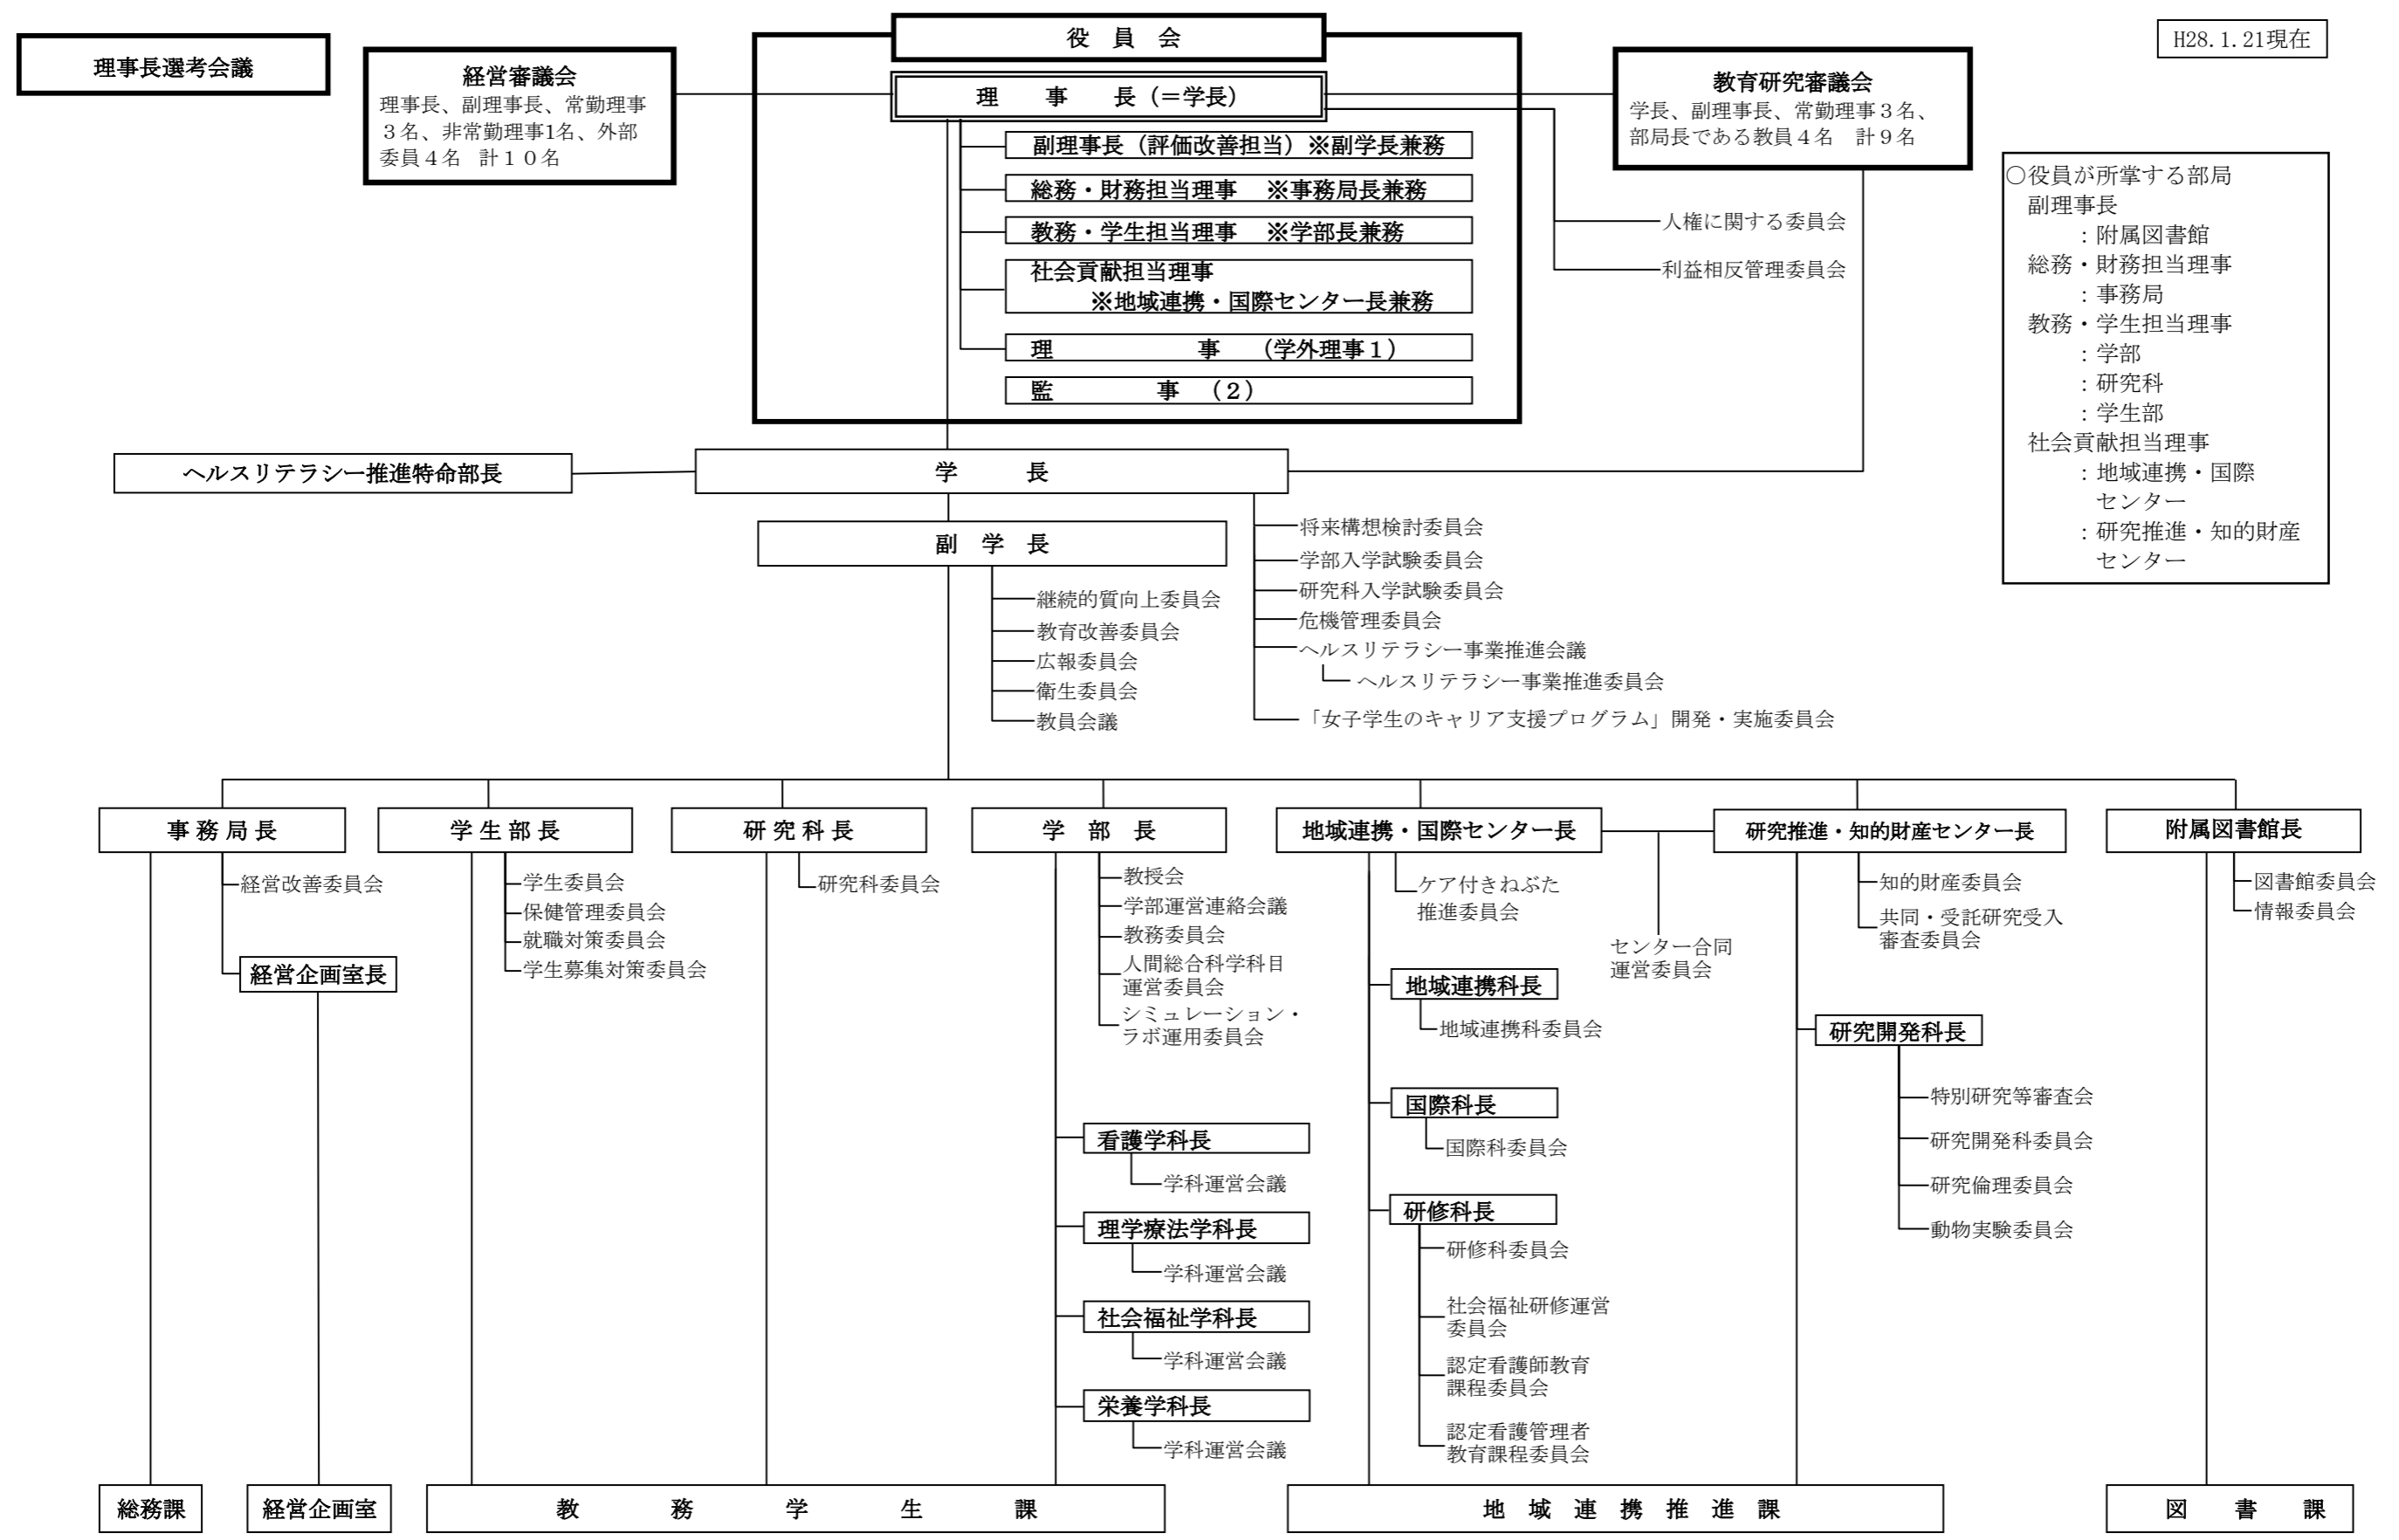 役　員　会
H28.1.21現在
理事長選考会議
経営審議会
理事長、副理事長、常勤理事
３名、非常勤理事1名、外部
委員４名　計１０名
理　　事　　長(＝学長)
副理事長（評価改善担当）※副学長兼務
総務・財務担当理事　※事務局長兼務
教務・学生担当理事　※学部長兼務
社会貢献担当理事
※地域連携・国際センター長兼務
理　　　　　　事　　（学外理事１）
監　　　　事　（２）
教育研究審議会
学長、副理事長、常勤理事３名、
部局長である教員４名　計９名
人権に関する委員会
利益相反管理委員会
○役員が所掌する部局
副理事長
：附属図書館
総務・財務担当理事
：事務局
教務・学生担当理事
：学部
：研究科
：学生部
社会貢献担当理事
：地域連携・国際
センター
：研究推進・知的財産
センター
ヘルスリテラシー推進特命部長
学　　　長
副　学　長
継続的質向上委員会
教育改善委員会
広報委員会
衛生委員会
教員会議
将来構想検討委員会
学部入学試験委員会
研究科入学試験委員会
危機管理委員会
ヘルスリテラシー事業推進会議
ヘルスリテラシー事業推進委員会
「女子学生のキャリア支援プログラム」開発・実施委員会
事 務 局 長
経営改善委員会
経営企画室長
学 生 部 長
学生委員会
保健管理委員会
就職対策委員会
学生募集対策委員会
研 究 科 長
研究科委員会
学　部　長
教授会
学部運営連絡会議
教務委員会
人間総合科学科目
運営委員会
シミュレーション・
ラボ運用委員会
看護学科長
学科運営会議
理学療法学科長
学科運営会議
社会福祉学科長
学科運営会議
栄養学科長
学科運営会議
地域連携・国際センター長
ケア付きねぶた
推進委員会
地域連携科長
地域連携科委員会
国際科長
国際科委員会
研修科長
研修科委員会
社会福祉研修運営
委員会
認定看護師教育
課程委員会
認定看護管理者
教育課程委員会
センター合同
運営委員会
研究推進・知的財産センター長
知的財産委員会
共同・受託研究受入
審査委員会
研究開発科長
特別研究等審査会
研究開発科委員会
研究倫理委員会
動物実験委員会
附属図書館長
図書館委員会
情報委員会
総務課
経営企画室
教　　務　　学　　生　　課
地　域　連　携　推　進　課
図　　書　　課